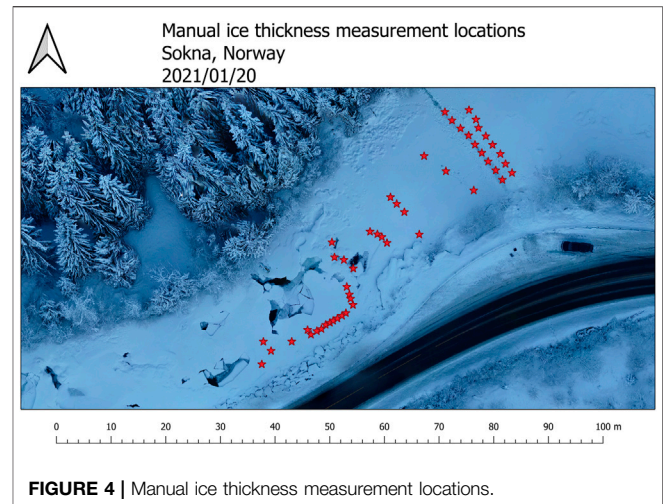 Manual ice thickness measurement locations
Sokna, Norway
2021/01/20
0 10 20 30 40 50 60 70 80 90 100 m
FIGURE 4 | Manual ice thickness measurement locations.